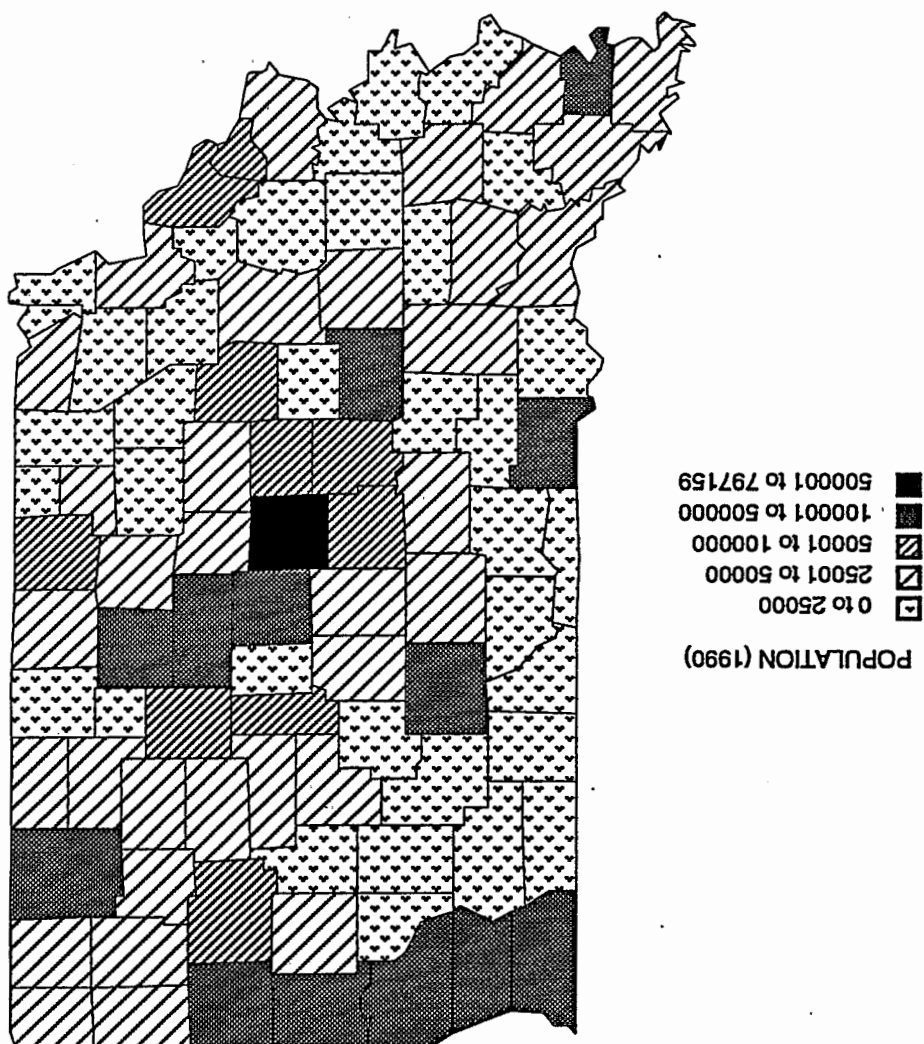 POPULATION (1990)
0 to 25000
25001 to 50000
50001 to 100000
100001 to 500000
500001 to 797159